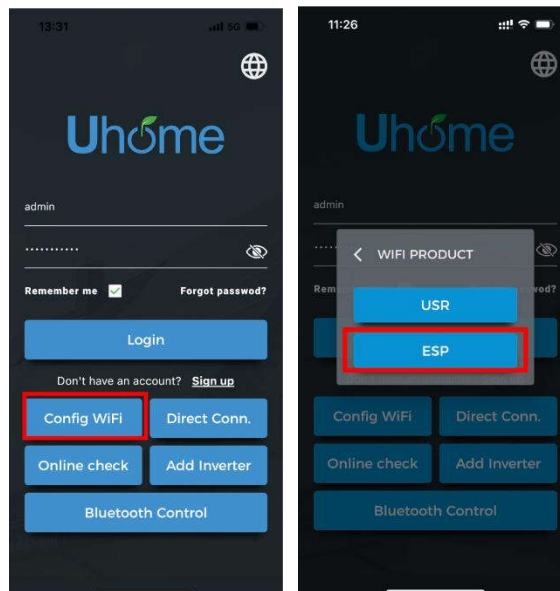 13:31
5G
Uhome
admin
...........
Remember me
Forgot passwod?
Login
Don't have an account? Sign up
Config WiFi
Direct Conn.
Online check
Add Inverter
Bluetooth Control
11:26
Uhome
admin
WIFI PRODUCT
USR
ESP
Config WiFi
Direct Conn.
Online check
Add Inverter
Bluetooth Control